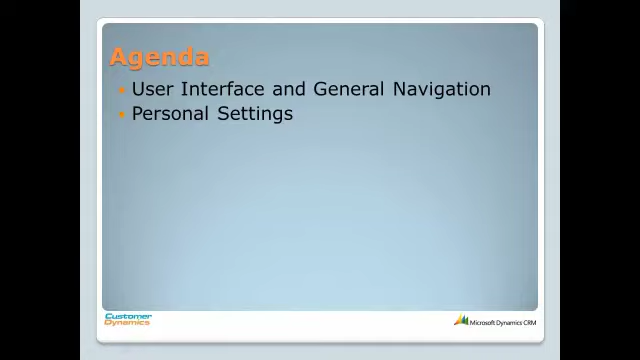 Agenda
User Interface and General Navigation
Personal Settings
Customer
Dynamics
Microsoft Dynamics CRM